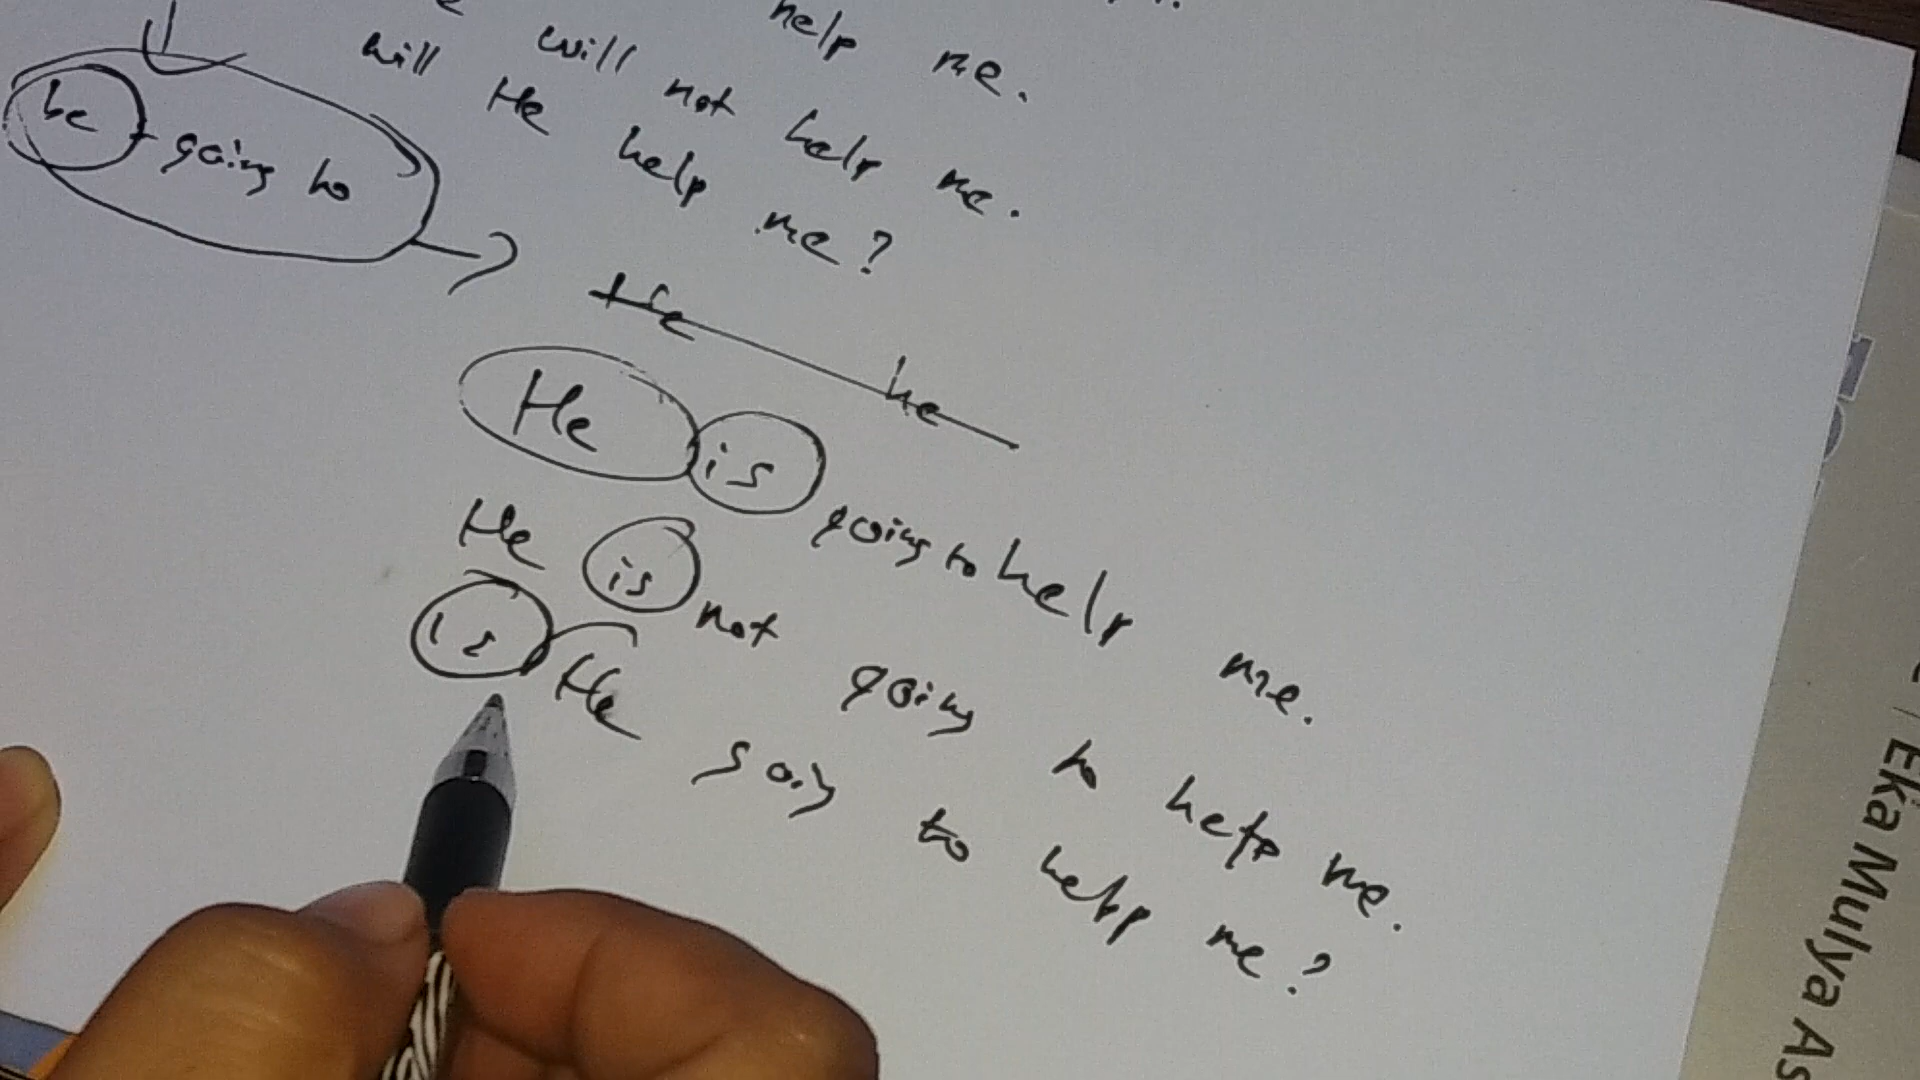 help me.
will not help me.
will He help me?
be + going to
He he
He is going to help me.
He is not going to help me.
is He going to help me?
Eka Mulya As